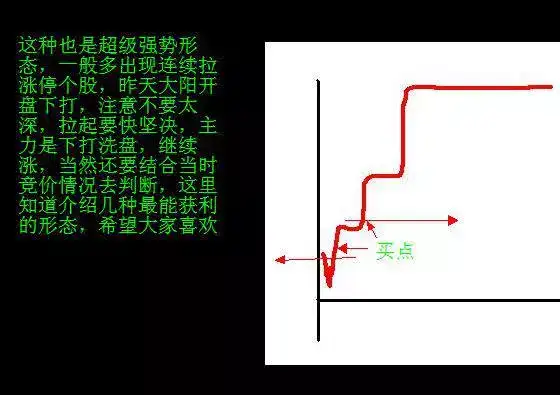 这种也是超级强势形
态，一般多出现连续拉
涨停个股，昨天大阳开
盘下打，注意不要太
深，拉起要快坚决，主
力是下打洗盘，继续
涨，当然还要结合当时
竞价情况去判断，这里
知道介绍几种最能获利
的形态，希望大家喜欢
买点